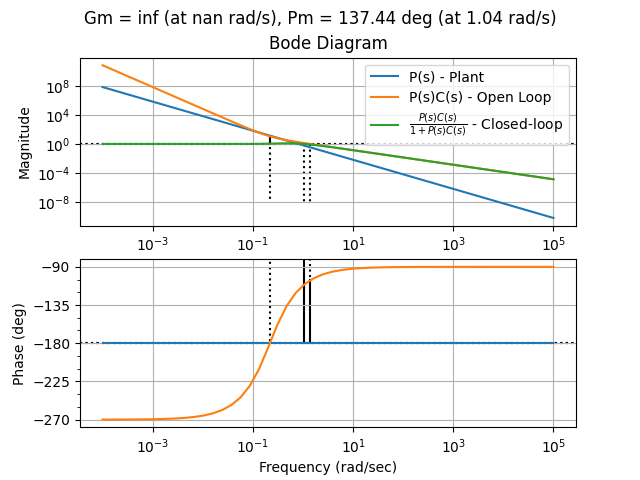 Gm = inf (at nan rad/s), Pm = 137.44 deg (at 1.04 rad/s)
Bode Diagram
10^8
10^4
10^0
10^−4
10^−8
Magnitude
P(s) - Plant
P(s)C(s) - Open Loop
P(s)C(s)/1+P(s)C(s) - Closed-loop
10^−3
10^−1
10^1
10^3
10^5
−90
−135
−180
−225
−270
Phase (deg)
10^−3
10^−1
10^1
10^3
10^5
Frequency (rad/sec)